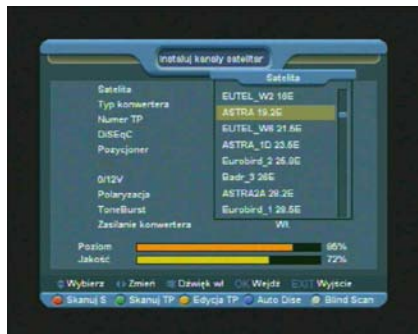 Instaluj kanały satelitar
Satelita
Satelita
Typ konwertera
Numer TP
DiSEqC
Pozycjoner
0/12V
Polaryzacja
ToneBurst
Zasilanie konwertera
EUTEL_W2 16E
ASTRA 19.2E
EUTEL_W6 21.5E
ASTRA_1D 23.5E
Eurobird_2 25.8E
Badr_3 26E
ASTRA2A 28.2E
Eurobird_1 28.5E
Wł.
Poziom 95%
Jakość 72%
Wybierz Zmień Dźwięk wł OK Wejdź EXIT Wyjście
Skanuj S Skanuj TP Edycja TP Auto Dise Blind Scan